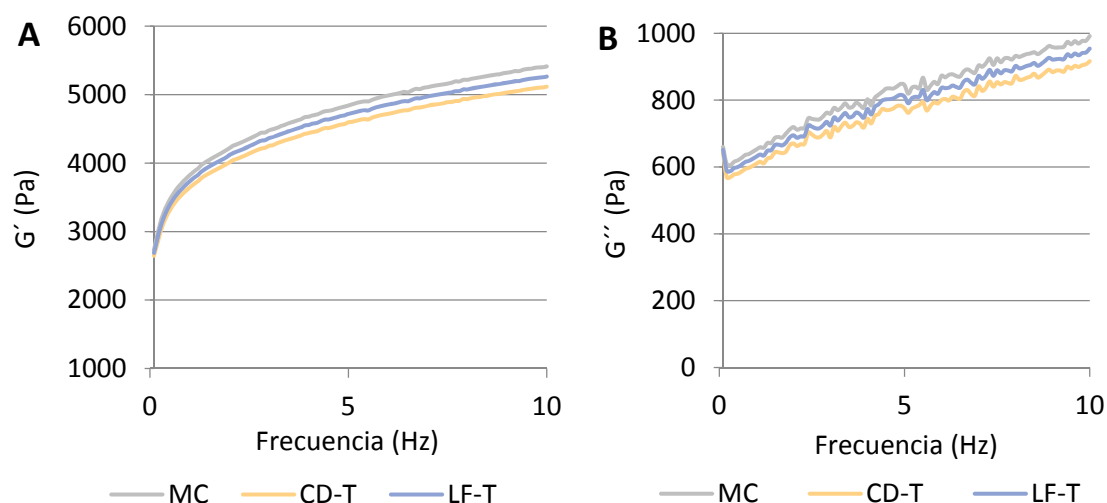 A
6000
5000
4000
3000
2000
1000
G´ (Pa)
0 5 10
Frecuencia (Hz)
MC CD-T LF-T
B
1000
800
600
400
200
0
G´´ (Pa)
0 5 10
Frecuencia (Hz)
MC CD-T LF-T